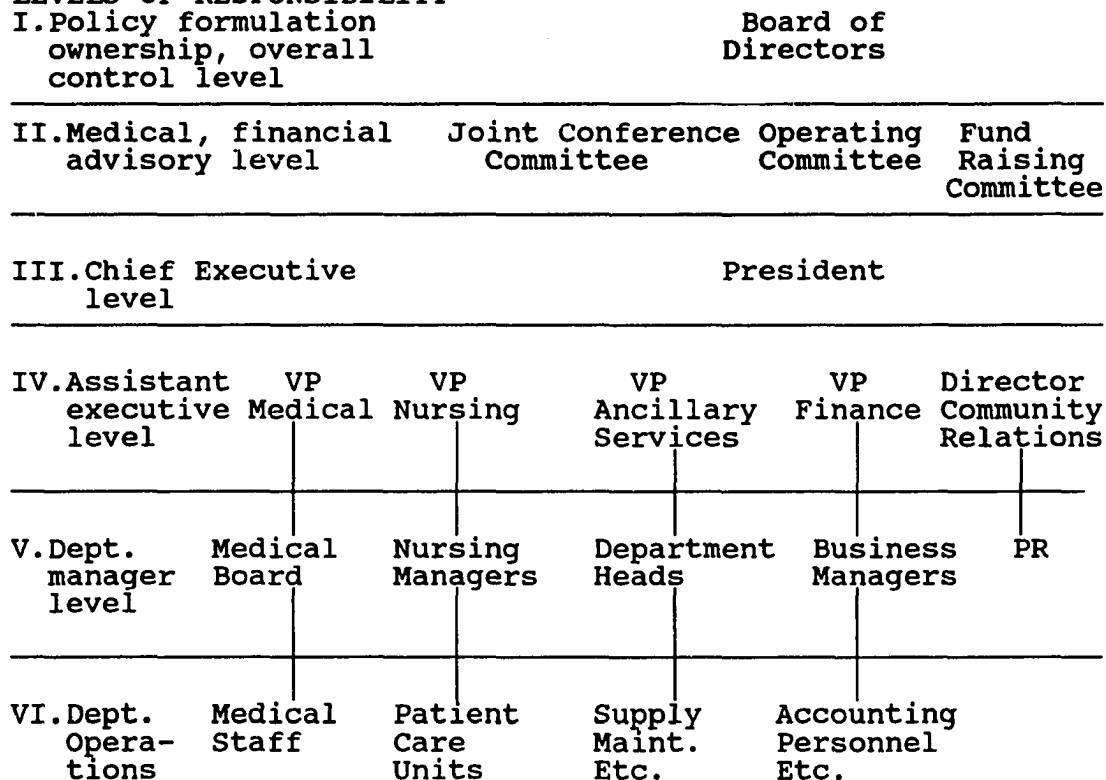 LEVELS OF RESPONSIBILITY
I.Policy formulation Board of
ownership, overall Directors
control level
II.Medical, financial Joint Conference Operating Fund
advisory level Committee Committee Raising
Committee
III.Chief Executive President
level
IV.Assistant VP VP VP VP Director
executive Medical Nursing Ancillary Finance Community
level Services Relations
V.Dept. Medical Nursing Department Business PR
manager Board Managers Heads Managers
level
VI.Dept. Medical Patient Supply Accounting
Opera- Staff Care Maint. Personnel
tions Units Etc. Etc.